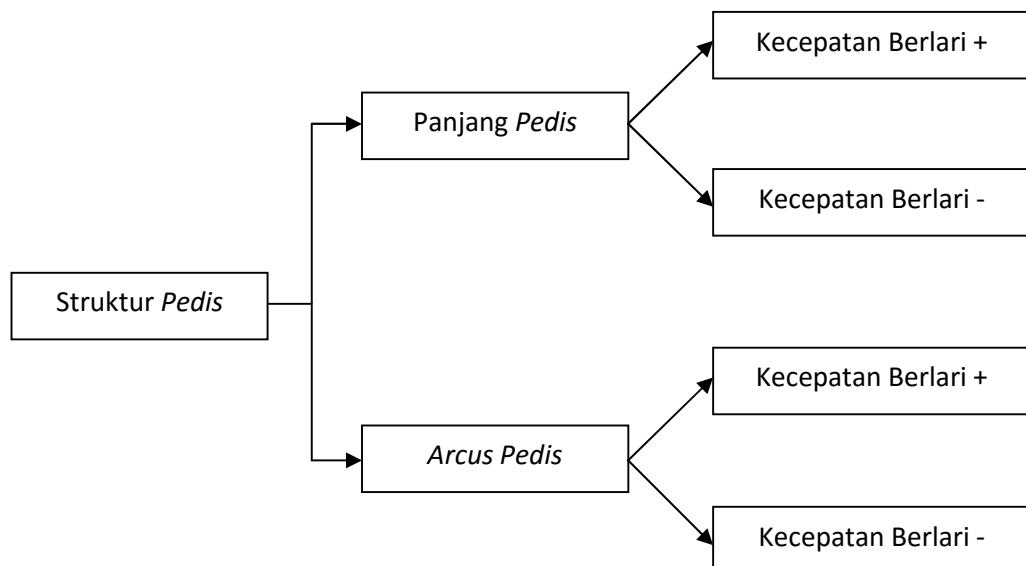 Kecepatan Berlari +
Panjang Pedis
Kecepatan Berlari -
Struktur Pedis
Kecepatan Berlari +
Arcus Pedis
Kecepatan Berlari -